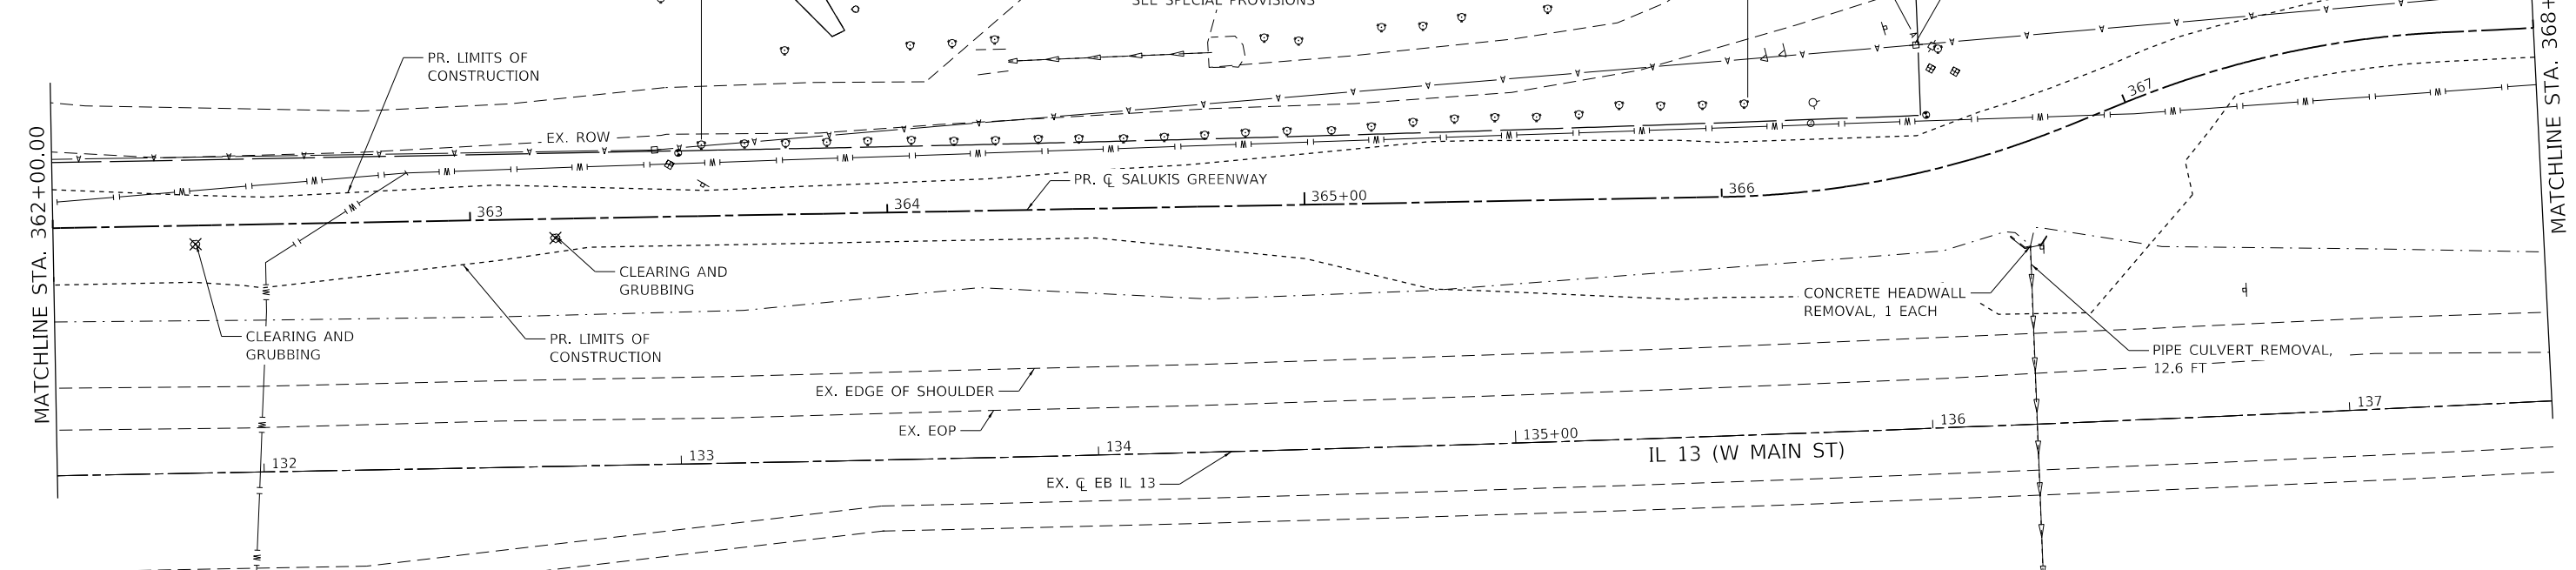 SEE SPECIAL PROVISIONS
PR. LIMITS OF
CONSTRUCTION
EX. ROW
367
MATCHLINE STA. 362+00.00
MATCHLINE STA. 368+
PR. ℄ SALUKIS GREENWAY
363
364
365+00
366
CLEARING AND
GRUBBING
CLEARING AND
GRUBBING
PR. LIMITS OF
CONSTRUCTION
CONCRETE HEADWALL
REMOVAL, 1 EACH
PIPE CULVERT REMOVAL,
12.6 FT
EX. EDGE OF SHOULDER
EX. EOP
132
133
134
135+00
136
137
IL 13 (W MAIN ST)
EX. ℄ EB IL 13